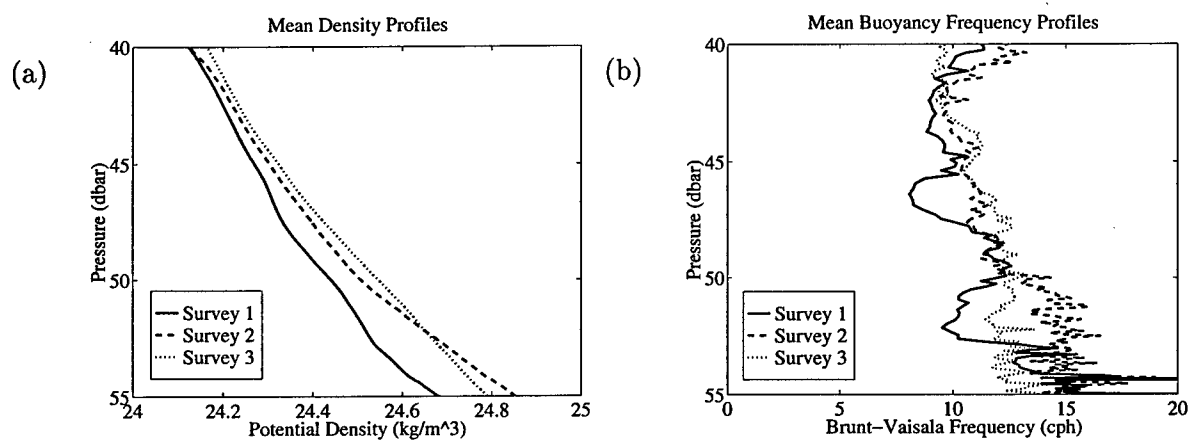 Mean Density Profiles
(a)
40
45
50
55
Pressure (dbar)
Survey 1
Survey 2
Survey 3
24
24.2
24.4
24.6
24.8
25
Potential Density (kg/m^3)
Mean Buoyancy Frequency Profiles
(b)
40
45
50
55
Pressure (dbar)
Survey 1
Survey 2
Survey 3
0
5
10
15
20
Brunt-Vaisala Frequency (cph)